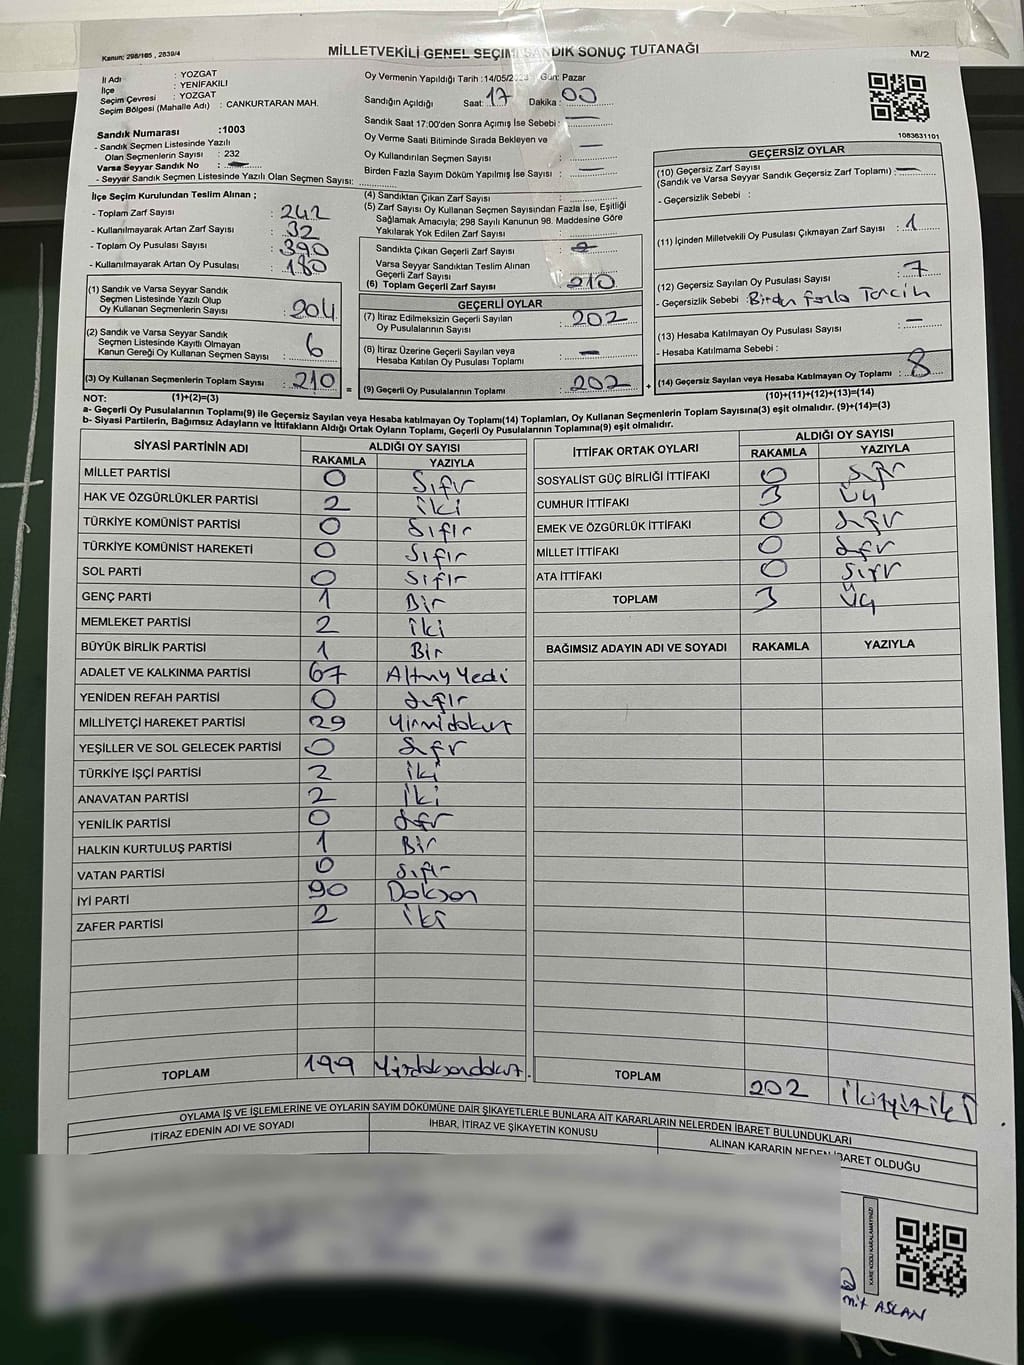 Kanun: 298/105 , 2839/4
MİLLETVEKİLİ GENEL SEÇİMİ SANDIK SONUÇ TUTANAĞI
M/2
İl Adı : YOZGAT
İlçe : YENİFAKILI
Seçim Çevresi : YOZGAT
Seçim Bölgesi (Mahalle Adı) : CANKURTARAN MAH.
Sandık Numarası :1003
- Sandık Seçmen Listesinde Yazılı
Olan Seçmenlerin Sayısı : 232
Varsa Seyyar Sandık No : —
- Seyyar Sandık Seçmen Listesinde Yazılı Olan Seçmen Sayısı:
Oy Vermenin Yapıldığı Tarih :14/05/2023 Gün: Pazar
Sandığın Açıldığı Saat: 17 Dakika : 00
Sandık Saat 17:00'den Sonra Açımış İse Sebebi : —
Oy Verme Saati Bitiminde Sırada Bekleyen ve
Oy Kullandırılan Seçmen Sayısı : —
Birden Fazla Sayım Döküm Yapılmış İse Sayısı : —
1083631101
İlçe Seçim Kurulundan Teslim Alınan ;
- Toplam Zarf Sayısı : 242
- Kullanılmayarak Artan Zarf Sayısı : 32
- Toplam Oy Pusulası Sayısı : 390
- Kullanılmayarak Artan Oy Pusulası : 180
(1) Sandık ve Varsa Seyyar Sandık
Seçmen Listesinde Yazılı Olup
Oy Kullanan Seçmenlerin Sayısı : 204
(2) Sandık ve Varsa Seyyar Sandık
Seçmen Listesinde Kayıtlı Olmayan
Kanun Gereği Oy Kullanan Seçmen Sayısı : 6
(3) Oy Kullanan Seçmenlerin Toplam Sayısı : 210 =
(4) Sandıktan Çıkan Zarf Sayısı
(5) Zarf Sayısı Oy Kullanan Seçmen Sayısından Fazla İse, Eşitliği
Sağlamak Amacıyla; 298 Sayılı Kanunun 98. Maddesine Göre
Yakılarak Yok Edilen Zarf Sayısı :
Sandıkta Çıkan Geçerli Zarf Sayısı :
Varsa Seyyar Sandıktan Teslim Alınan
Geçerli Zarf Sayısı
(6) Toplam Geçerli Zarf Sayısı : 210
GEÇERLİ OYLAR
(7) İtiraz Edilmeksizin Geçerli Sayılan
Oy Pusulalarının Sayısı : 202
(8) İtiraz Üzerine Geçerli Sayılan veya
Hesaba Katılan Oy Pusulası Toplamı : —
(9) Geçerli Oy Pusulalarının Toplamı : 202 +
GEÇERSİZ OYLAR
(10) Geçersiz Zarf Sayısı
(Sandık ve Varsa Seyyar Sandık Geçersiz Zarf Toplamı) : —
- Geçersizlik Sebebi :
(11) İçinden Milletvekili Oy Pusulası Çıkmayan Zarf Sayısı : 1
(12) Geçersiz Sayılan Oy Pusulası Sayısı : 7
- Geçersizlik Sebebi : Birden fazla Tercih
(13) Hesaba Katılmayan Oy Pusulası Sayısı : —
- Hesaba Katılmama Sebebi :
(14) Geçersiz Sayılan veya Hesaba Katılmayan Oy Toplamı : 8
NOT: (1)+(2)=(3)
(10)+(11)+(12)+(13)=(14)
a- Geçerli Oy Pusulalarının Toplamı(9) ile Geçersiz Sayılan veya Hesaba katılmayan Oy Toplamı(14) Toplamları, Oy Kullanan Seçmenlerin Toplam Sayısına(3) eşit olmalıdır. (9)+(14)=(3)
b- Siyasi Partilerin, Bağımsız Adayların ve İttifakların Aldığı Ortak Oyların Toplamı, Geçerli Oy Pusulalarının Toplamına(9) eşit olmalıdır.
SİYASİ PARTİNİN ADI ALDIĞI OY SAYISI
RAKAMLA YAZIYLA
MİLLET PARTİSİ 0 Sıfır
HAK VE ÖZGÜRLÜKLER PARTİSİ 2 iki
TÜRKİYE KOMÜNİST PARTİSİ 0 Sıfır
TÜRKİYE KOMÜNİST HAREKETİ 0 Sıfır
SOL PARTİ 0 Sıfır
GENÇ PARTİ 1 Bir
MEMLEKET PARTİSİ 2 iki
BÜYÜK BİRLİK PARTİSİ 1 Bir
ADALET VE KALKINMA PARTİSİ 67 Altmış Yedi
YENİDEN REFAH PARTİSİ 0 Sıfır
MİLLİYETÇİ HAREKET PARTİSİ 29 Yirmidokuz
YEŞİLLER VE SOL GELECEK PARTİSİ 0 Sıfır
TÜRKİYE İŞÇİ PARTİSİ 2 iki
ANAVATAN PARTİSİ 2 iki
YENİLİK PARTİSİ 0 Sıfır
HALKIN KURTULUŞ PARTİSİ 1 Bir
VATAN PARTİSİ 0 Sıfır
İYİ PARTİ 90 Doksan
ZAFER PARTİSİ 2 iki
TOPLAM 199 Yüzdoksandokuz
İTTİFAK ORTAK OYLARI ALDIĞI OY SAYISI
RAKAMLA YAZIYLA
SOSYALİST GÜÇ BİRLİĞİ İTTİFAKI 0 Sıfır
CUMHUR İTTİFAKI 3 Üç
EMEK VE ÖZGÜRLÜK İTTİFAKI 0 Sıfır
MİLLET İTTİFAKI 0 Sıfır
ATA İTTİFAKI 0 Sıfır
TOPLAM 3 Üç
BAĞIMSIZ ADAYIN ADI VE SOYADI RAKAMLA YAZIYLA
TOPLAM 202 İkiyüziki
OYLAMA İŞ VE İŞLEMLERİNE VE OYLARIN SAYIM DÖKÜMÜNE DAİR ŞİKAYETLERLE BUNLARA AİT KARARLARIN NELERDEN İBARET BULUNDUKLARI
İTİRAZ EDENİN ADI VE SOYADI İHBAR, İTİRAZ VE ŞİKAYETİN KONUSU ALINAN KARARIN NEDEN İBARET OLDUĞU
KARE KODU KARALAMAYINIZ!
ASLAN